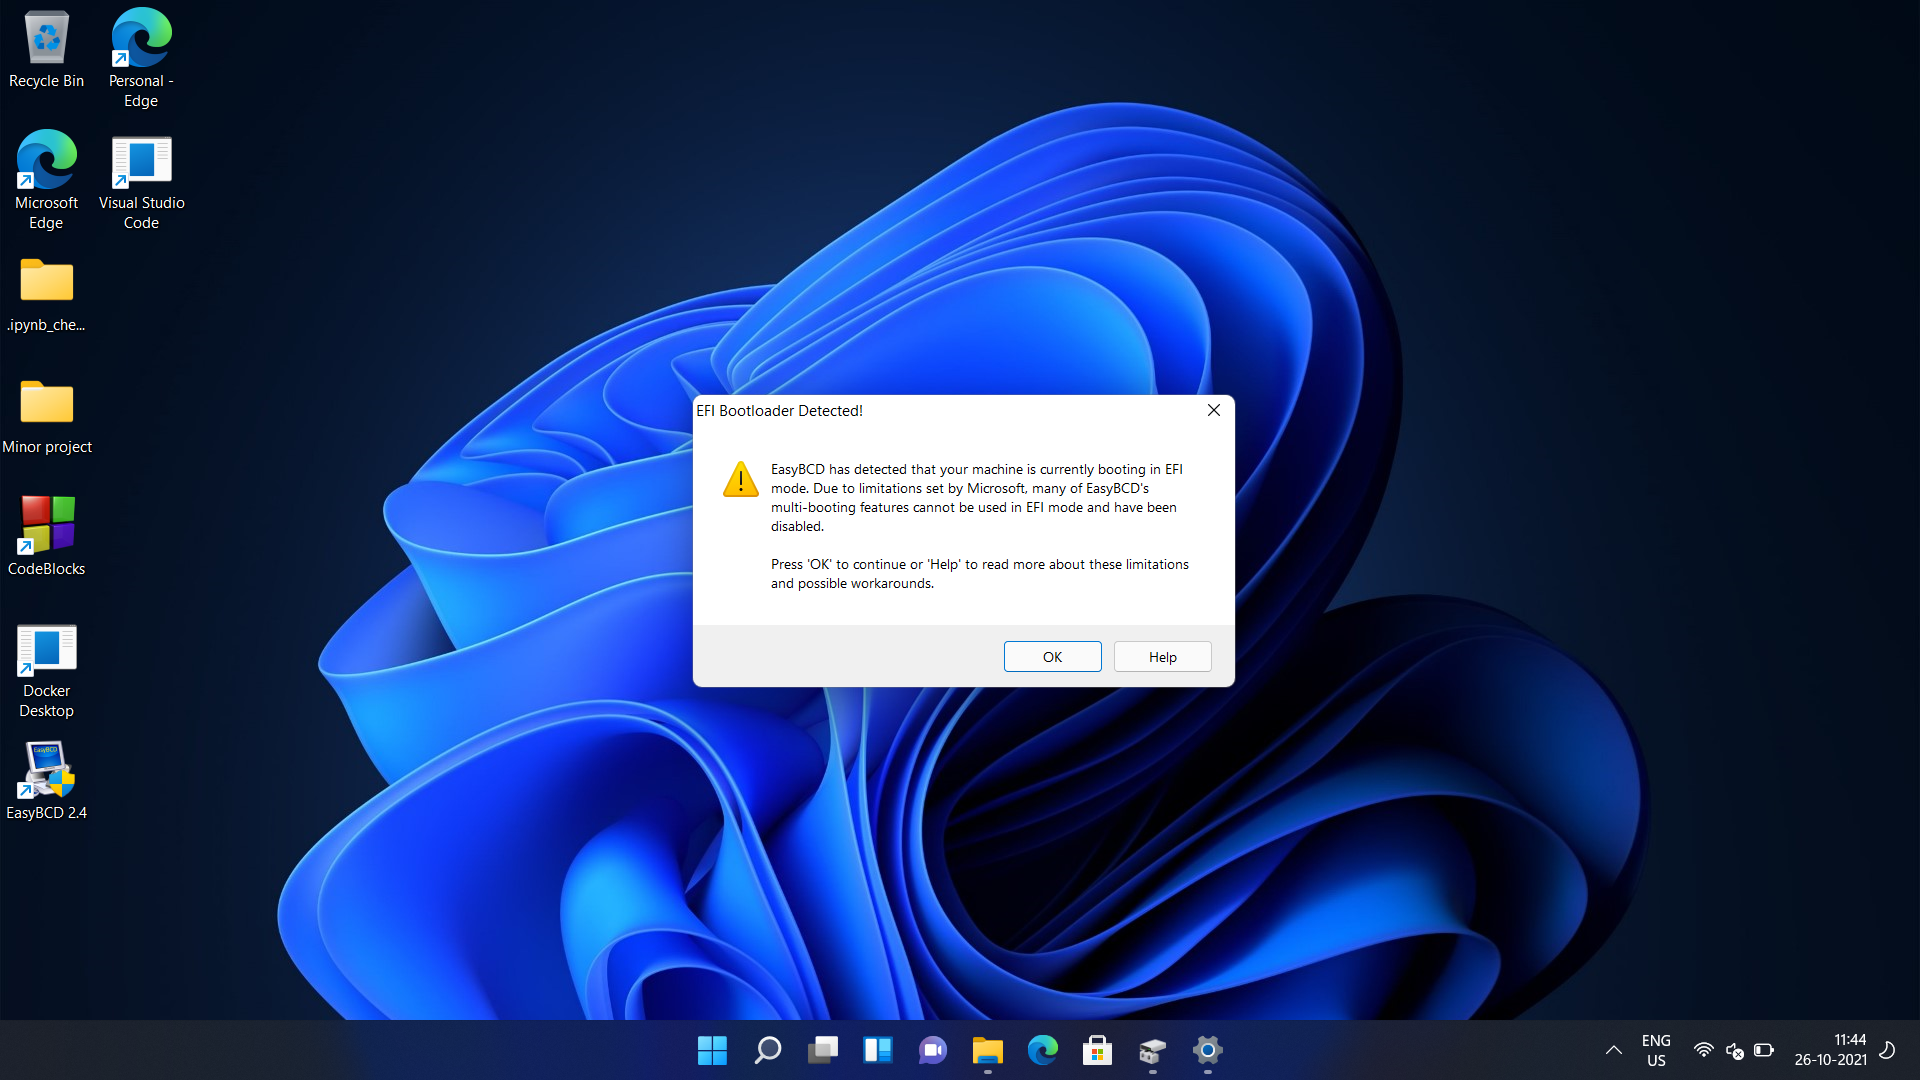 Recycle Bin
Personal -
Edge
Microsoft
Edge
Visual Studio
Code
.ipynb_che...
Minor project
CodeBlocks
Docker
Desktop
EasyBCD
EasyBCD 2.4
EFI Bootloader Detected!
EasyBCD has detected that your machine is currently booting in EFI
mode. Due to limitations set by Microsoft, many of EasyBCD's
multi-booting features cannot be used in EFI mode and have been
disabled.
Press 'OK' to continue or 'Help' to read more about these limitations
and possible workarounds.
OK
Help
ENG
US
11:44
26-10-2021